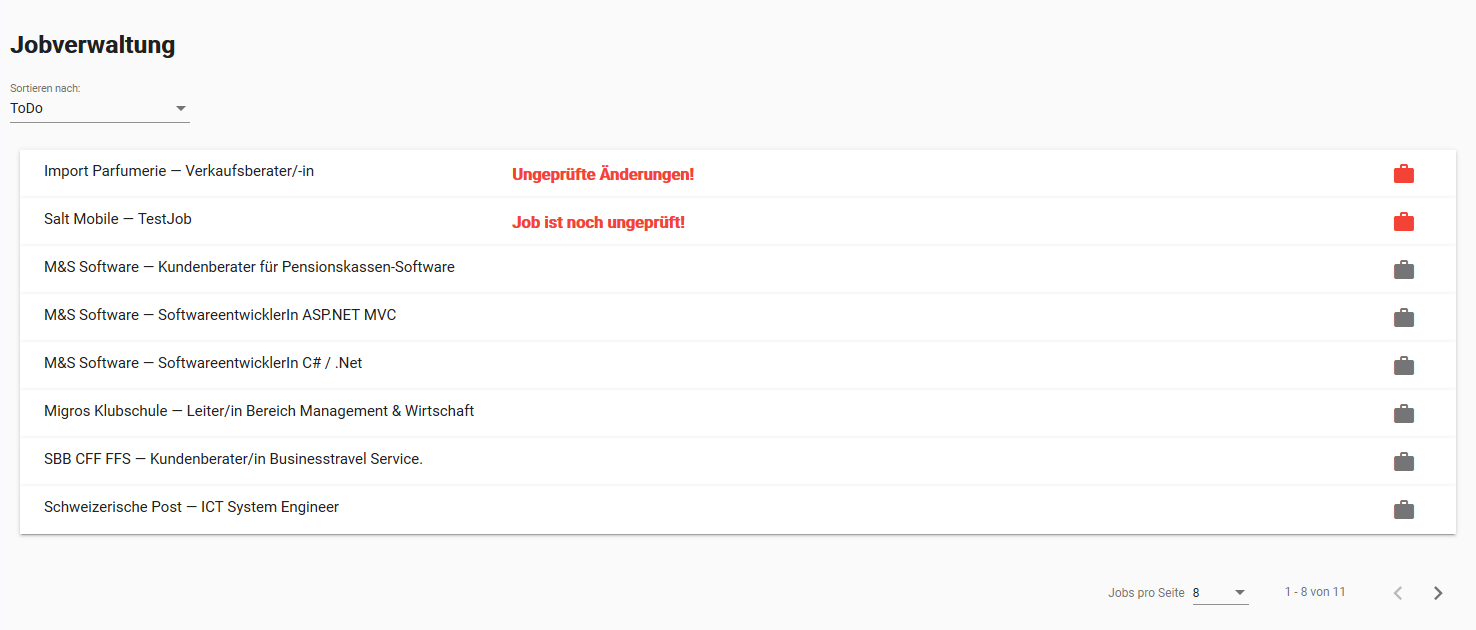 Jobverwaltung
Sortieren nach:
ToDo
Import Parfumerie — Verkaufsberater/-in Ungeprüfte Änderungen!
Salt Mobile — TestJob Job ist noch ungeprüft!
M&S Software — Kundenberater für Pensionskassen-Software
M&S Software — SoftwareentwicklerIn ASP.NET MVC
M&S Software — SoftwareentwicklerIn C# / .Net
Migros Klubschule — Leiter/in Bereich Management & Wirtschaft
SBB CFF FFS — Kundenberater/in Businesstravel Service.
Schweizerische Post — ICT System Engineer
Jobs pro Seite 8 1 - 8 von 11